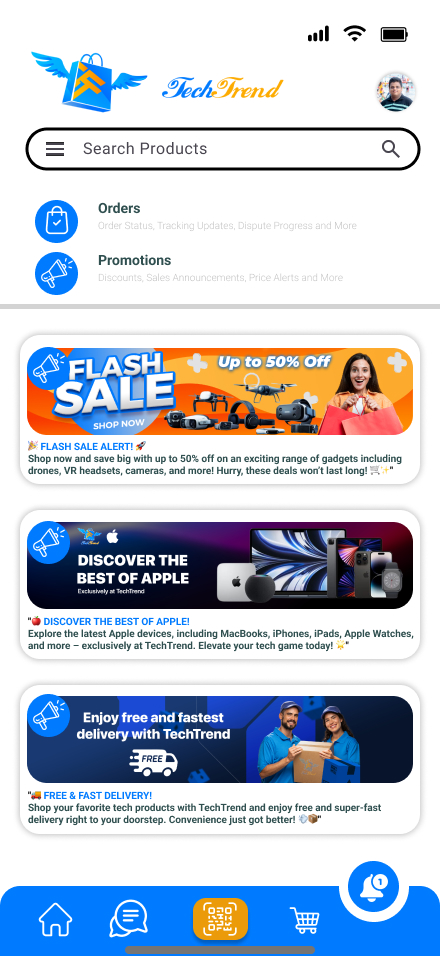 TechTrend
Search Products
Orders
Order Status, Tracking Updates, Dispute Progress and More
Promotions
Discounts, Sales Announcements, Price Alerts and More
FLASH
SALE
SHOP NOW
Up to 50% Off
🎉 FLASH SALE ALERT! 🚀
Shop now and save big with up to 50% off on an exciting range of gadgets including
drones, VR headsets, cameras, and more! Hurry, these deals won't last long! 🛒✨"
TechTrend
DISCOVER THE
BEST OF APPLE
Exclusively at TechTrend
"🍎 DISCOVER THE BEST OF APPLE!
Explore the latest Apple devices, including MacBooks, iPhones, iPads, Apple Watches,
and more – exclusively at TechTrend. Elevate your tech game today! 🌟"
Enjoy free and fastest
delivery with TechTrend
FREE
"🚚 FREE & FAST DELIVERY!
Shop your favorite tech products with TechTrend and enjoy free and super-fast
delivery right to your doorstep. Convenience just got better! 💨📦"
1